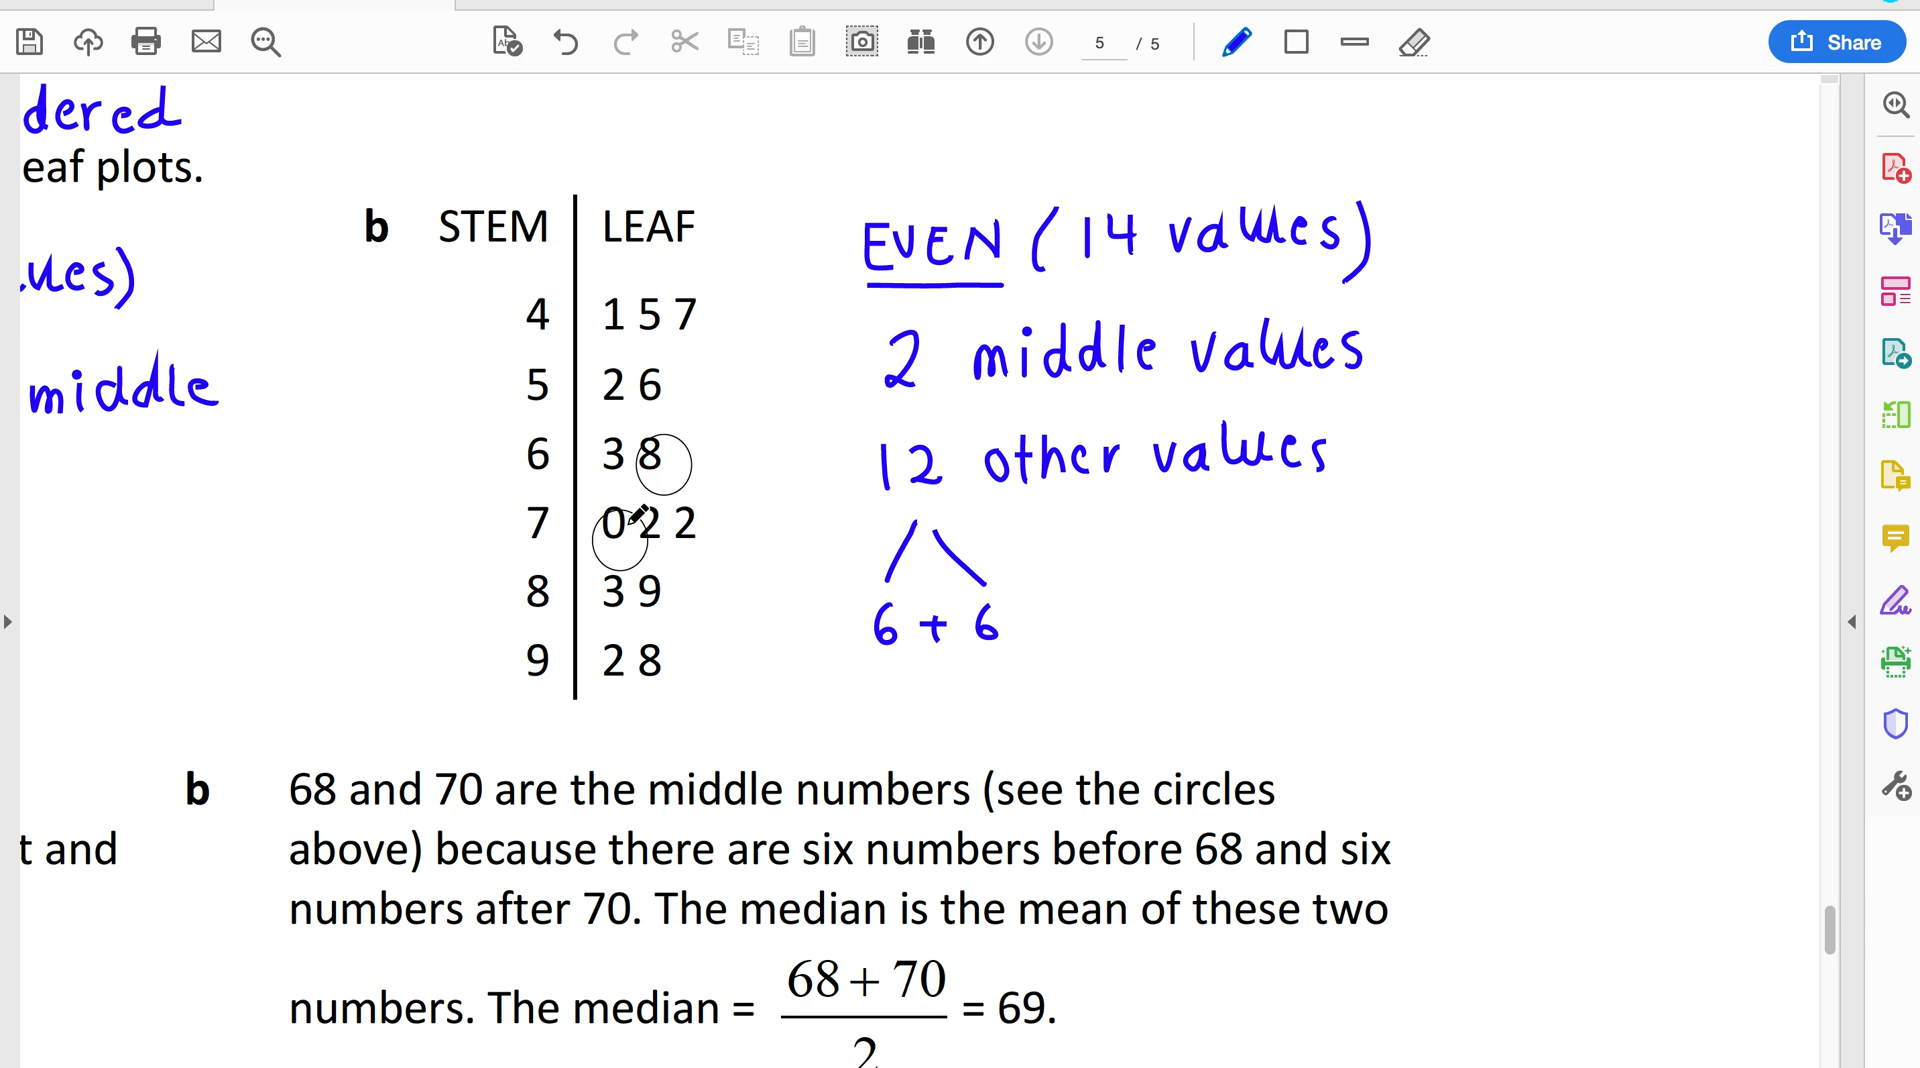 5 / 5
Share
dered
eaf plots.
b STEM LEAF
EVEN (14 values)
ues)
4 1 5 7
2 middle values
middle
5 2 6
6 3 8
12 other values
7 0 2 2
8 3 9
6 + 6
9 2 8
b 68 and 70 are the middle numbers (see the circles
t and above) because there are six numbers before 68 and six
numbers after 70. The median is the mean of these two
numbers. The median = 68 + 70 / 2 = 69.